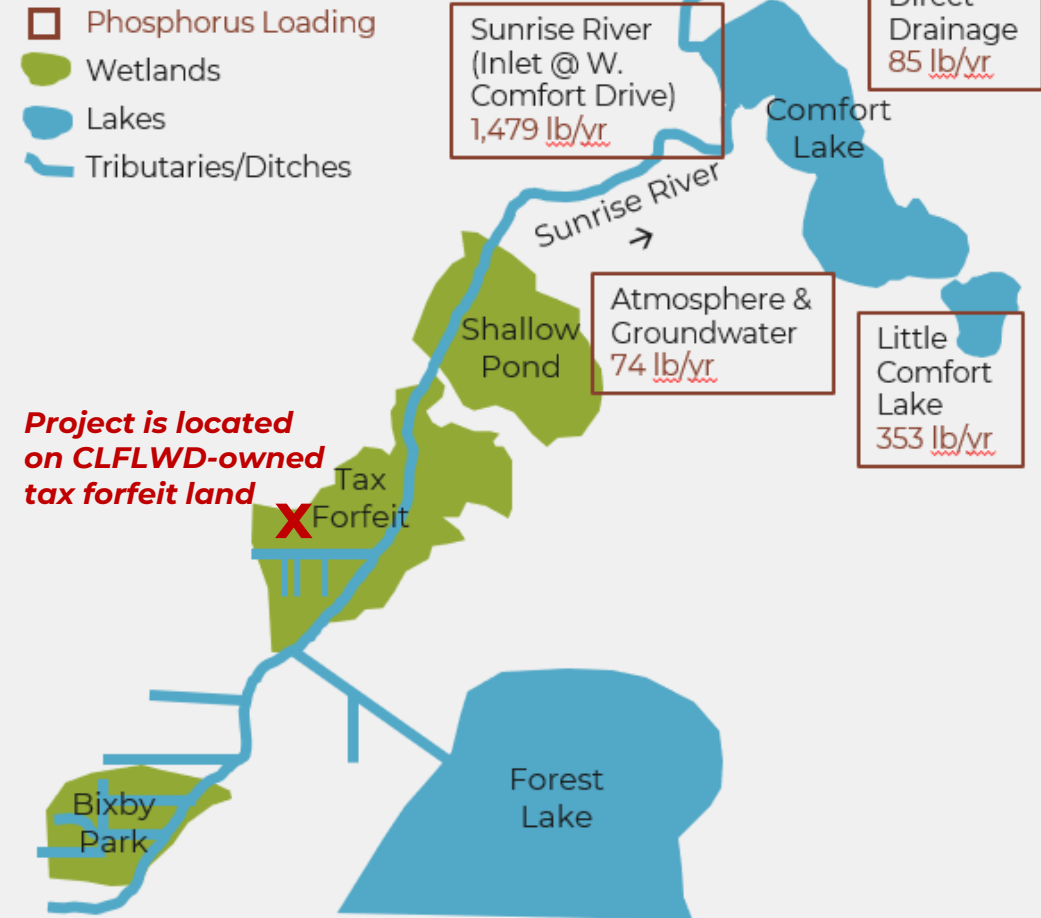 Phosphorus Loading
Wetlands
Lakes
Tributaries/Ditches
Sunrise River
(Inlet @ W.
Comfort Drive)
1,479 lb/yr
Direct
Drainage
85 lb/yr
Comfort
Lake
Sunrise River
→
Shallow
Pond
Atmosphere &
Groundwater
74 lb/yr
Little
Comfort
Lake
353 lb/yr
Project is located
on CLFLWD-owned
tax forfeit land
Tax
Forfeit
X
Forest
Lake
Bixby
Park